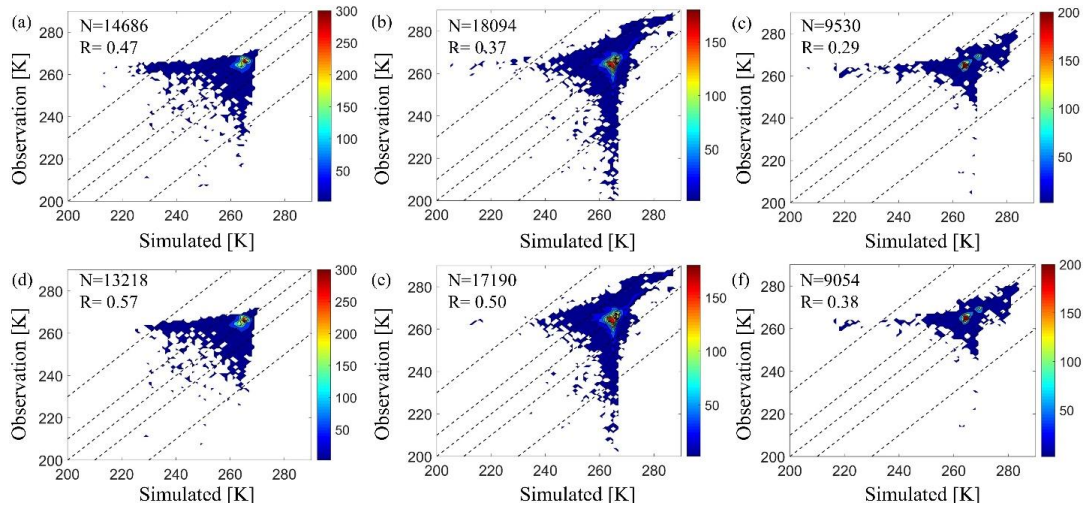 (a)
N=14686
R= 0.47
Observation [K]
280
260
240
220
200
200 220 240 260 280
Simulated [K]
300
250
200
150
100
50
(b)
N=18094
R= 0.37
Observation [K]
280
260
240
220
200
200 220 240 260 280
Simulated [K]
150
100
50
(c)
N=9530
R= 0.29
Observation [K]
280
260
240
220
200
200 220 240 260 280
Simulated [K]
200
150
100
50
(d)
N=13218
R= 0.57
Observation [K]
280
260
240
220
200
200 220 240 260 280
Simulated [K]
300
250
200
150
100
50
(e)
N=17190
R= 0.50
Observation [K]
280
260
240
220
200
200 220 240 260 280
Simulated [K]
150
100
50
(f)
N=9054
R= 0.38
Observation [K]
280
260
240
220
200
200 220 240 260 280
Simulated [K]
200
150
100
50